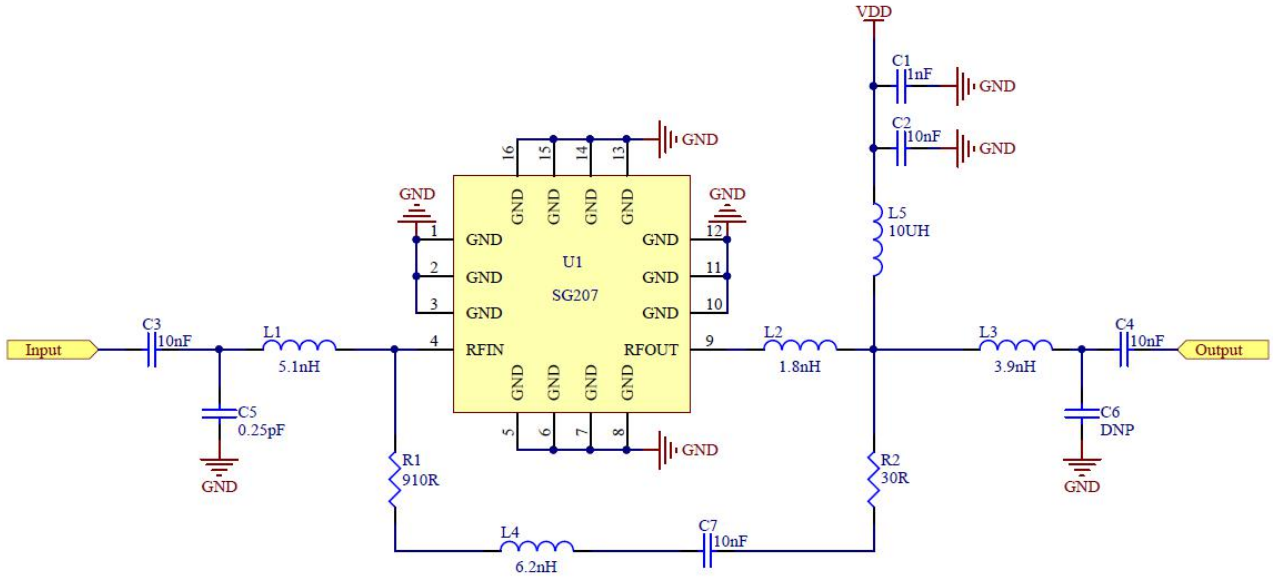 VDD
C1
1nF
GND
C2
10nF
GND
16
15
14
13
GND
GND
GND
GND
GND
GND
GND
1
GND
2
GND
3
GND
4
RFIN
U1
SG207
12
GND
11
GND
10
GND
9
RFOUT
L5
10UH
Input
C3
10nF
L1
5.1nH
L2
1.8nH
L3
3.9nH
C4
10nF
Output
C5
0.25pF
GND
GND
GND
GND
GND
5
6
7
8
GND
C6
DNP
GND
R1
910R
R2
30R
L4
6.2nH
C7
10nF